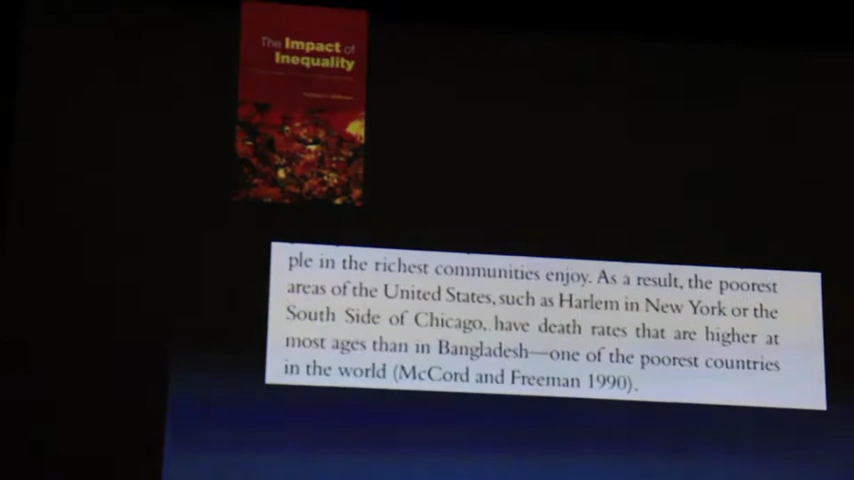 The Impact of
Inequality
ple in the richest communities enjoy. As a result, the poorest
areas of the United States, such as Harlem in New York or the
South Side of Chicago, have death rates that are higher at
most ages than in Bangladesh—one of the poorest countries
in the world (McCord and Freeman 1990).